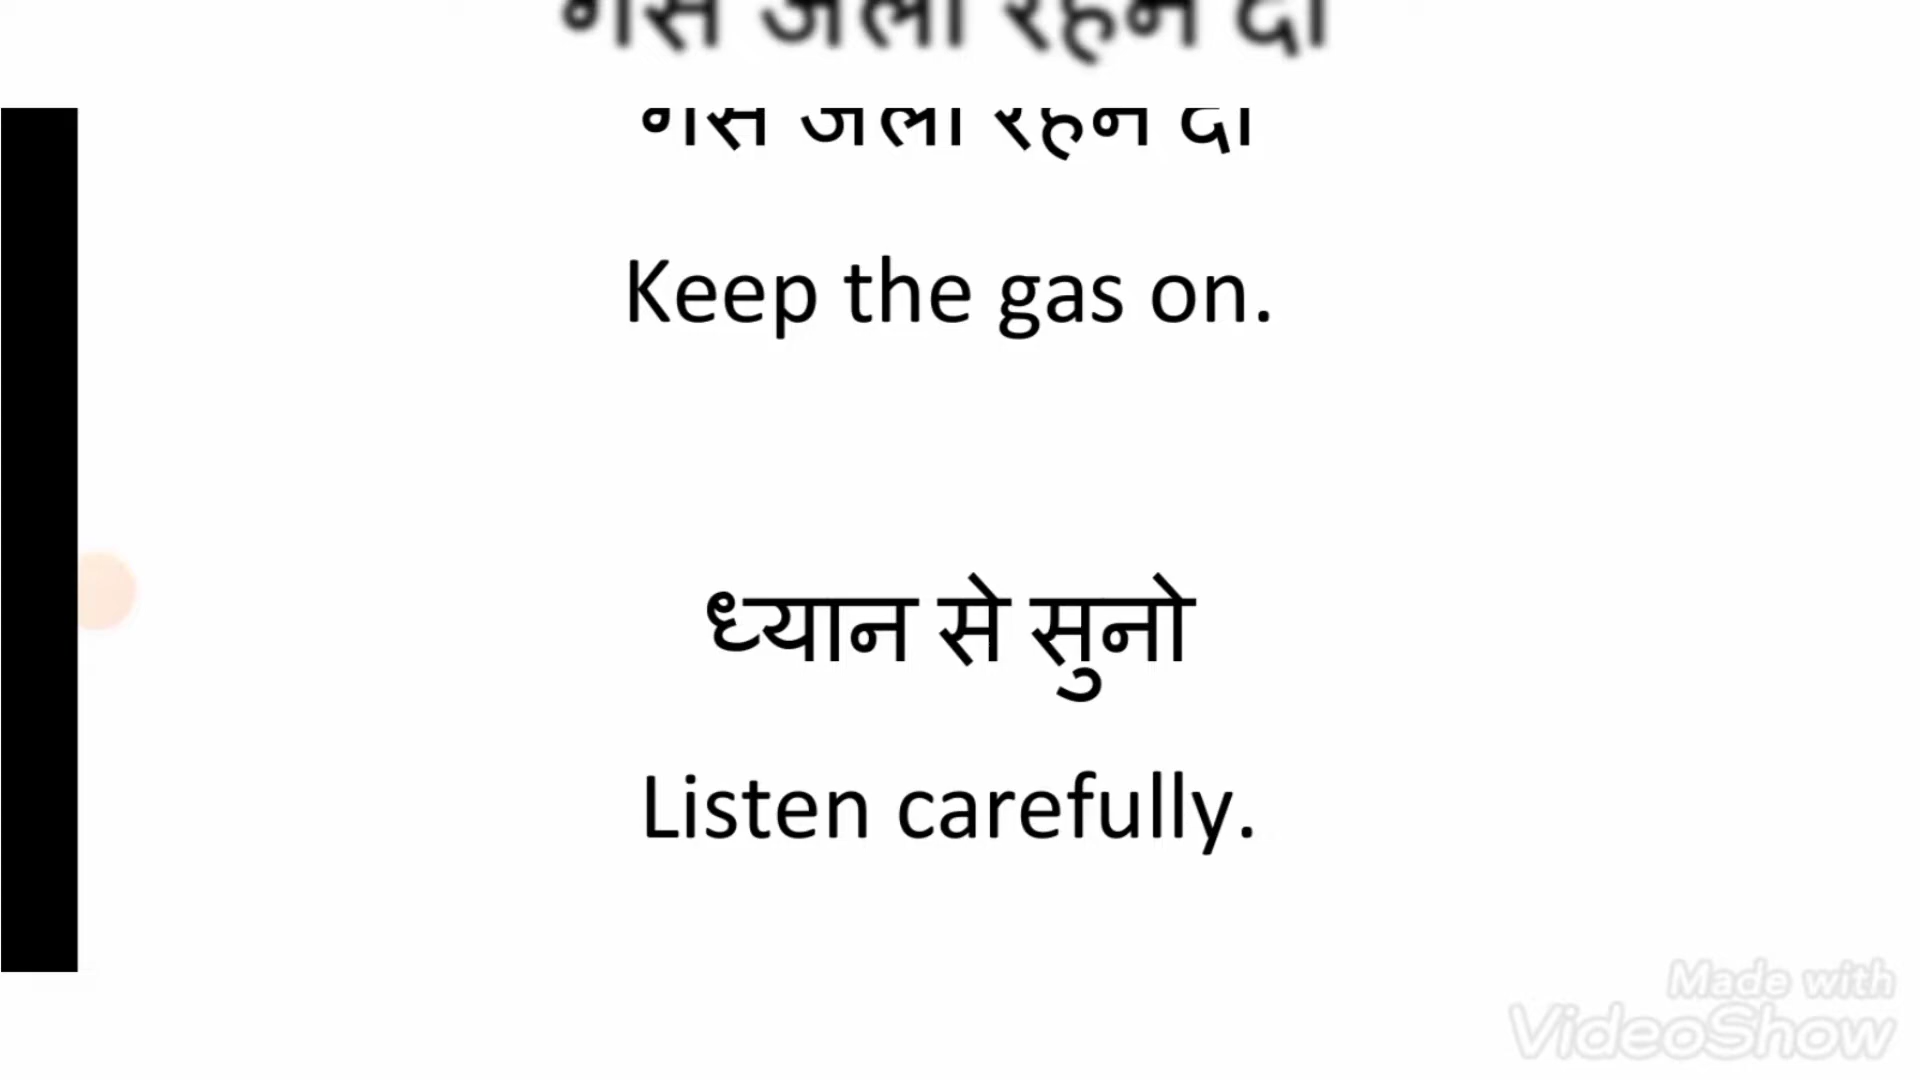 Keep the gas on.
ध्यान से सुनो
Listen carefully.
Made with
VideoShow